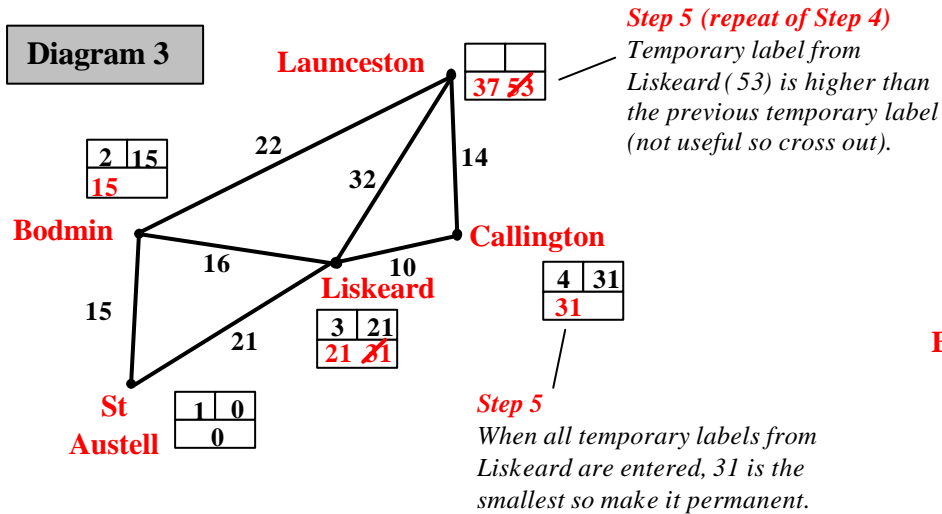 Diagram 3
Step 5 (repeat of Step 4)
Temporary label from
Liskeard ( 53) is higher than
the previous temporary label
(not useful so cross out).
Launceston
37 53
22
32
14
2 15
15
Bodmin
Callington
16
10
Liskeard
4 31
31
15
21
3 21
21 31
St
Austell
1 0
0
Step 5
When all temporary labels from
Liskeard are entered, 31 is the
smallest so make it permanent.